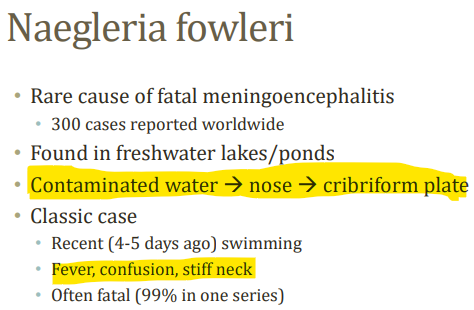 Naegleria fowleri
• Rare cause of fatal meningoencephalitis
• 300 cases reported worldwide
• Found in freshwater lakes/ponds
• Contaminated water → nose → cribriform plate
• Classic case
• Recent (4-5 days ago) swimming
• Fever, confusion, stiff neck
• Often fatal (99% in one series)